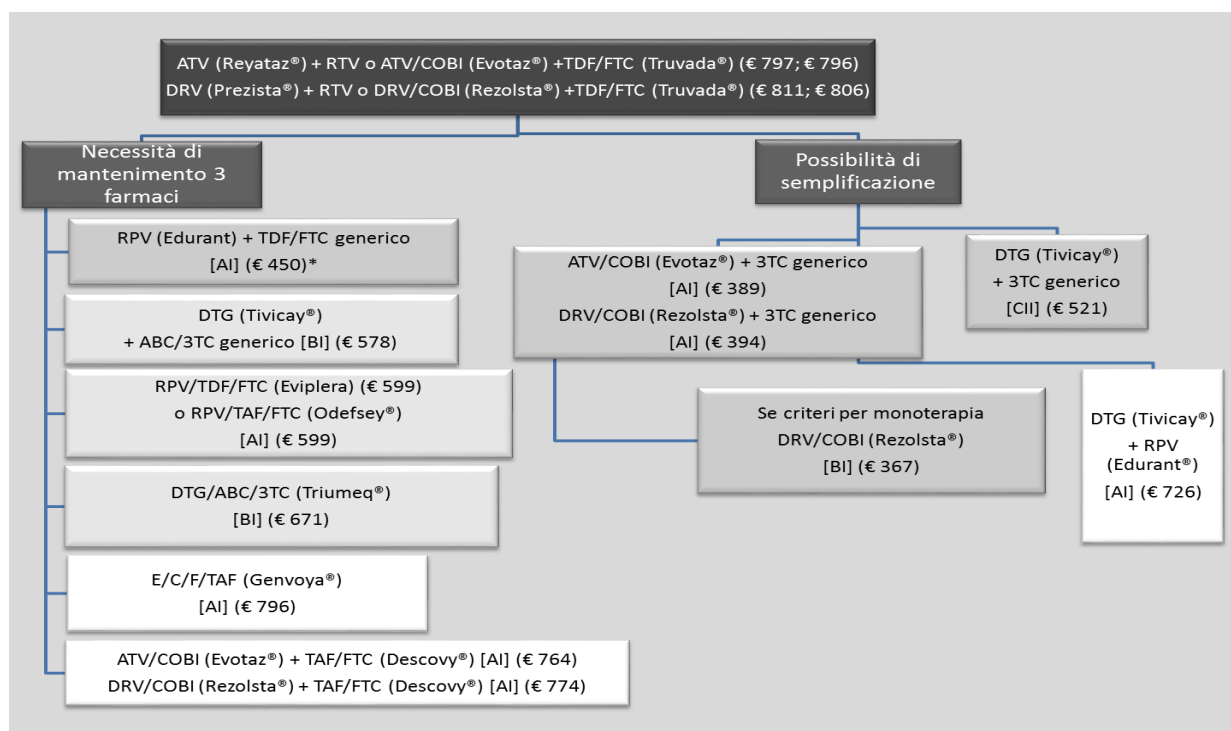 ATV (Reyataz®) + RTV o ATV/COBI (Evotaz®) +TDF/FTC (Truvada®) (€ 797; € 796)
DRV (Prezista®) + RTV o DRV/COBI (Rezolsta®) +TDF/FTC (Truvada®) (€ 811; € 806)
Necessità di
mantenimento 3
farmaci
RPV (Edurant) + TDF/FTC generico
[AI] (€ 450)*
DTG (Tivicay®)
+ ABC/3TC generico [BI] (€ 578)
RPV/TDF/FTC (Eviplera) (€ 599)
o RPV/TAF/FTC (Odefsey®)
[AI] (€ 599)
DTG/ABC/3TC (Triumeq®)
[BI] (€ 671)
E/C/F/TAF (Genvoya®)
[AI] (€ 796)
ATV/COBI (Evotaz®) + TAF/FTC (Descovy®) [AI] (€ 764)
DRV/COBI (Rezolsta®) + TAF/FTC (Descovy®) [AI] (€ 774)
Possibilità di
semplificazione
ATV/COBI (Evotaz®) + 3TC generico
[AI] (€ 389)
DRV/COBI (Rezolsta®) + 3TC generico
[AI] (€ 394)
DTG (Tivicay®)
+ 3TC generico
[CII] (€ 521)
Se criteri per monoterapia
DRV/COBI (Rezolsta®)
[BI] (€ 367)
DTG (Tivicay®)
+ RPV
(Edurant®)
[AI] (€ 726)